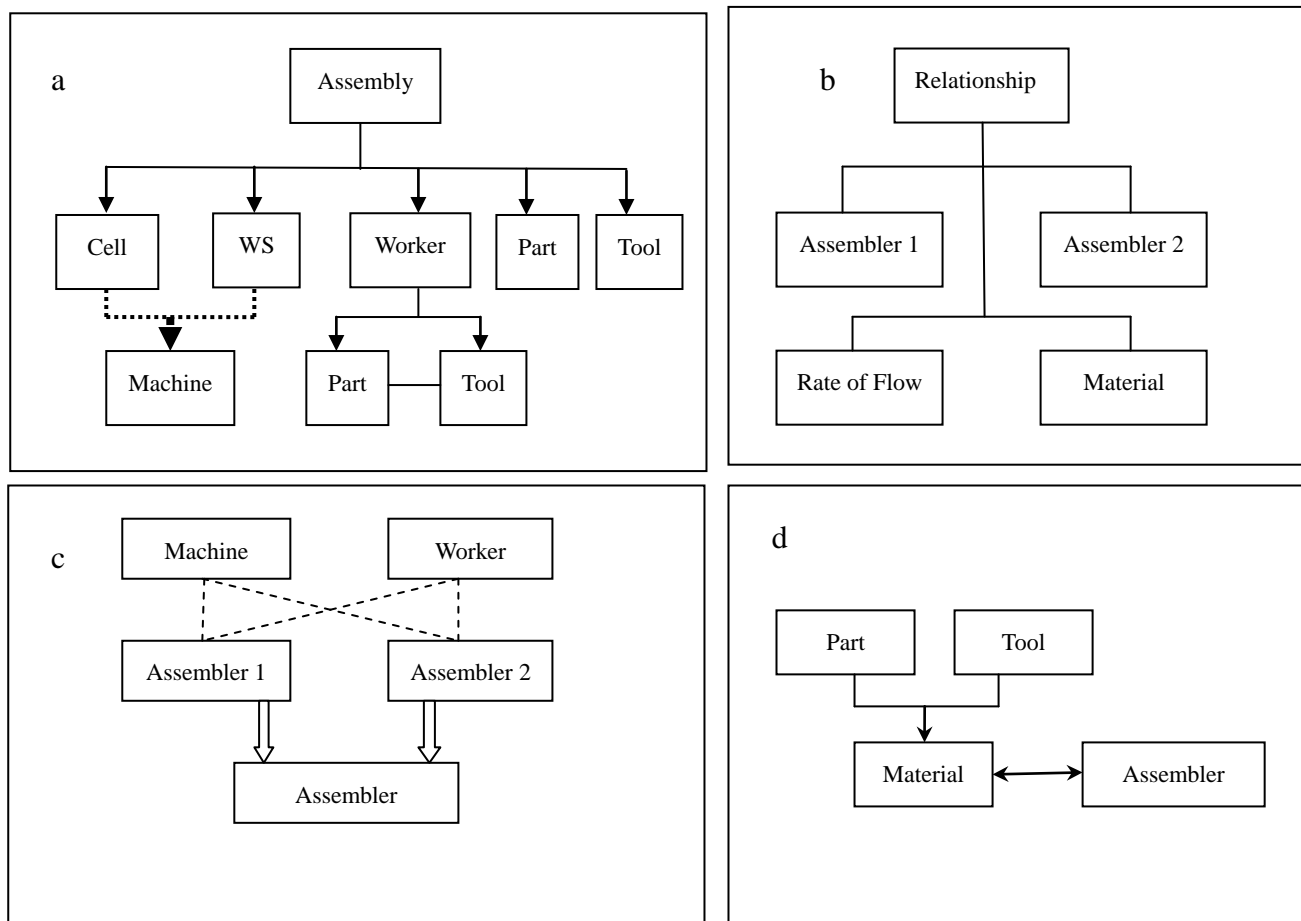 a
Assembly
Cell
WS
Worker
Part
Tool
Machine
Part
Tool
b
Relationship
Assembler 1
Assembler 2
Rate of Flow
Material
c
Machine
Worker
Assembler 1
Assembler 2
Assembler
d
Part
Tool
Material
Assembler